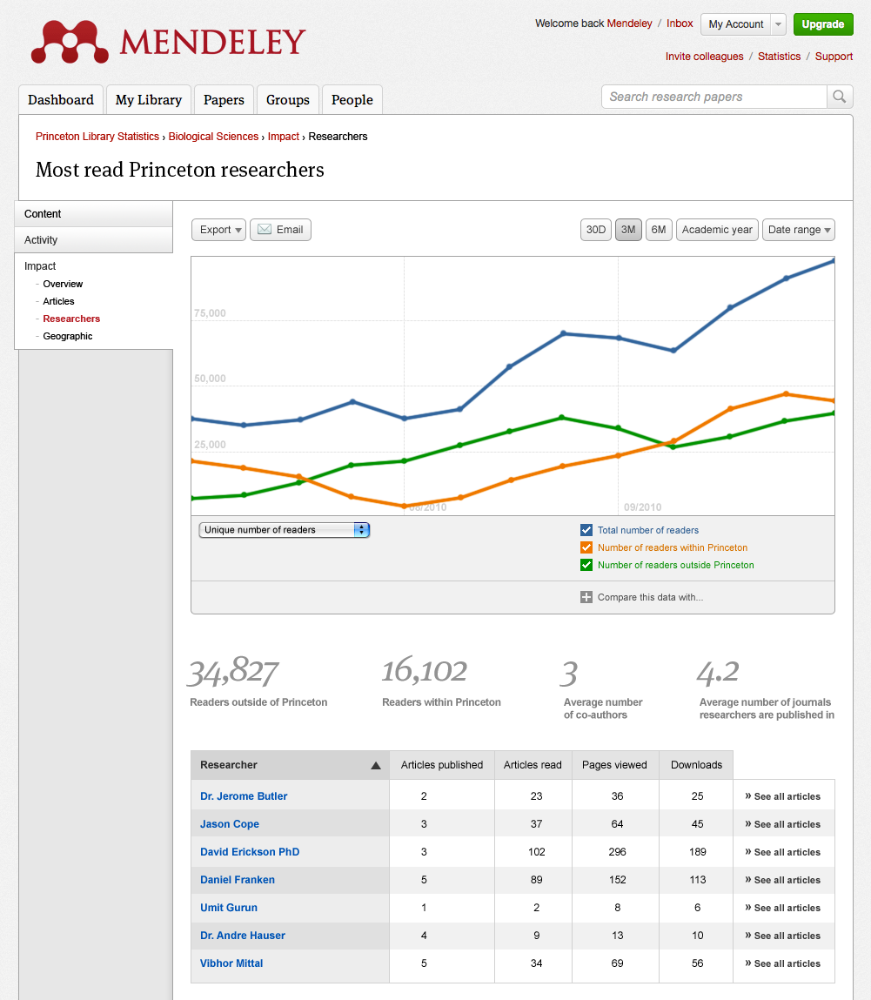 MENDELEY
Welcome back Mendeley / Inbox My Account Upgrade
Invite colleagues / Statistics / Support
Dashboard My Library Papers Groups People Search research papers
Princeton Library Statistics › Biological Sciences › Impact › Researchers
Most read Princeton researchers
Content
Activity
Impact
- Overview
- Articles
- Researchers
- Geographic
Export Email 30D 3M 6M Academic year Date range
75,000
50,000
25,000
08/2010 09/2010
Unique number of readers
Total number of readers
Number of readers within Princeton
Number of readers outside Princeton
Compare this data with...
34,827 16,102 3 4.2
Readers outside of Princeton Readers within Princeton Average number Average number of journals
of co-authors researchers are published in
Researcher Articles published Articles read Pages viewed Downloads
Dr. Jerome Butler 2 23 36 25 » See all articles
Jason Cope 3 37 64 45 » See all articles
David Erickson PhD 3 102 296 189 » See all articles
Daniel Franken 5 89 152 113 » See all articles
Umit Gurun 1 2 8 6 » See all articles
Dr. Andre Hauser 4 9 13 10 » See all articles
Vibhor Mittal 5 34 69 56 » See all articles